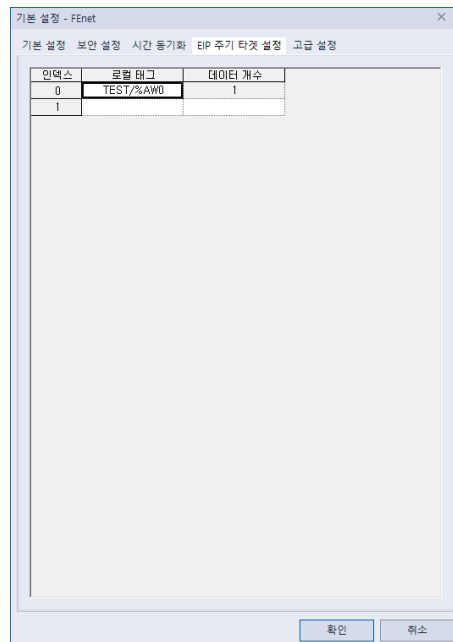 기본 설정 - FEnet
기본 설정 보안 설정 시간 동기화 EIP 주기 타겟 설정 고급 설정
인덱스 로컬 태그 데이터 개수
0 TEST/%AW0 1
1
확인 취소